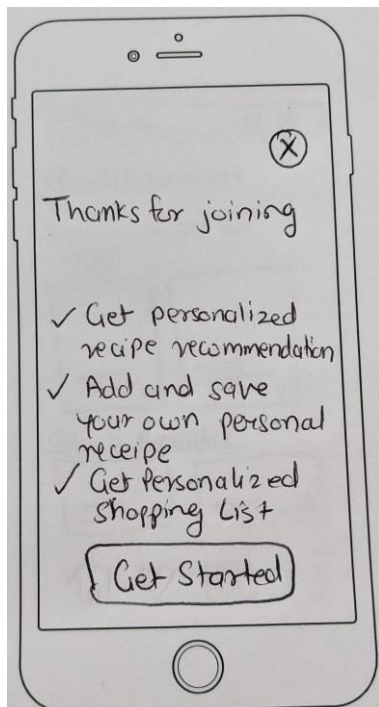 X
Thanks for joining
✓ Get personalized
recipe recommendation
✓ Add and save
your own personal
receipe
✓ Get Personalized
Shopping List
Get Started